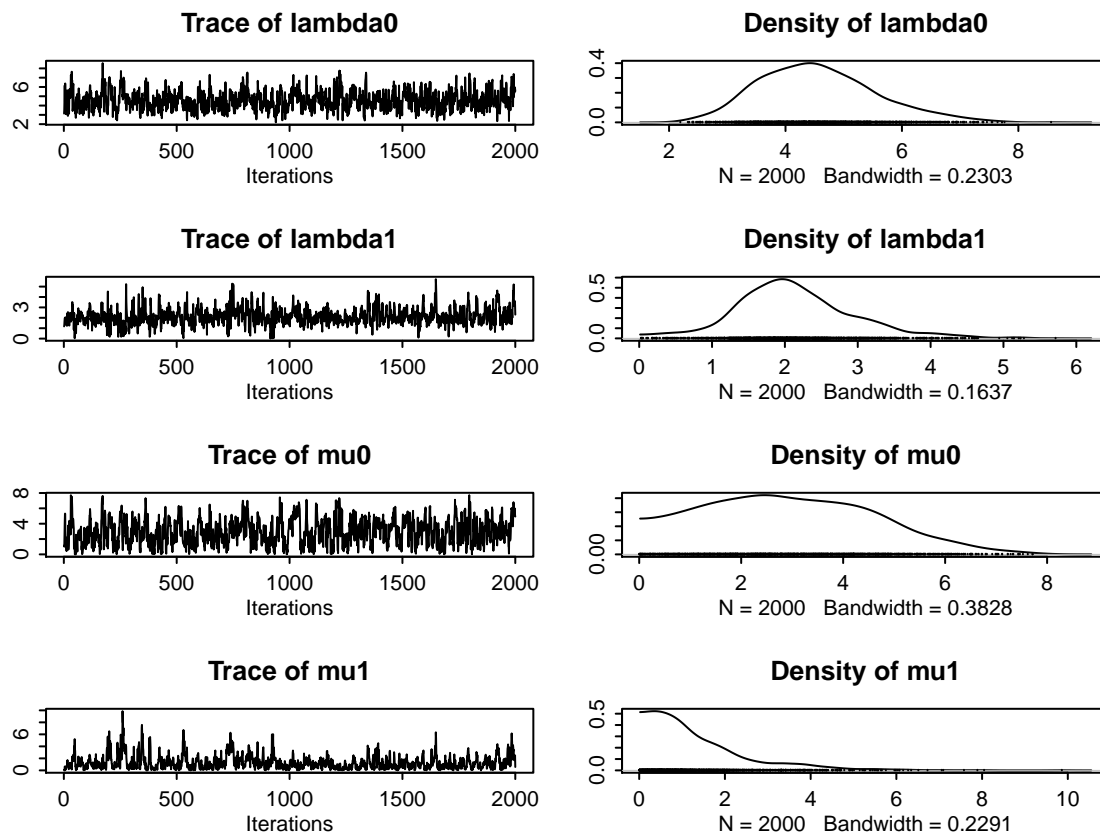 Trace of lambda0
6
2
0 500 1000 1500 2000
Iterations
Density of lambda0
0.4
0.0
2 4 6 8
N = 2000 Bandwidth = 0.2303
Trace of lambda1
3
0
0 500 1000 1500 2000
Iterations
Density of lambda1
0.5
0.0
0 1 2 3 4 5 6
N = 2000 Bandwidth = 0.1637
Trace of mu0
8
4
0
0 500 1000 1500 2000
Iterations
Density of mu0
0.00
0 2 4 6 8
N = 2000 Bandwidth = 0.3828
Trace of mu1
6
0
0 500 1000 1500 2000
Iterations
Density of mu1
0.5
0.0
0 2 4 6 8 10
N = 2000 Bandwidth = 0.2291